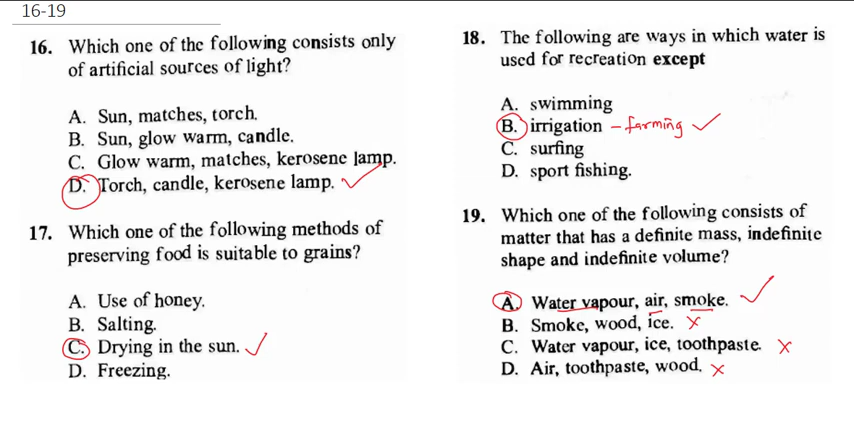 16-19
16. Which one of the following consists only
of artificial sources of light?
A. Sun, matches, torch.
B. Sun, glow warm, candle.
C. Glow warm, matches, kerosene lamp.
D. Torch, candle, kerosene lamp.
17. Which one of the following methods of
preserving food is suitable to grains?
A. Use of honey.
B. Salting.
C. Drying in the sun.
D. Freezing.
18. The following are ways in which water is
used for recreation except
A. swimming
B. irrigation - farming
C. surfing
D. sport fishing.
19. Which one of the following consists of
matter that has a definite mass, indefinite
shape and indefinite volume?
A. Water vapour, air, smoke.
B. Smoke, wood, ice.
C. Water vapour, ice, toothpaste.
D. Air, toothpaste, wood.